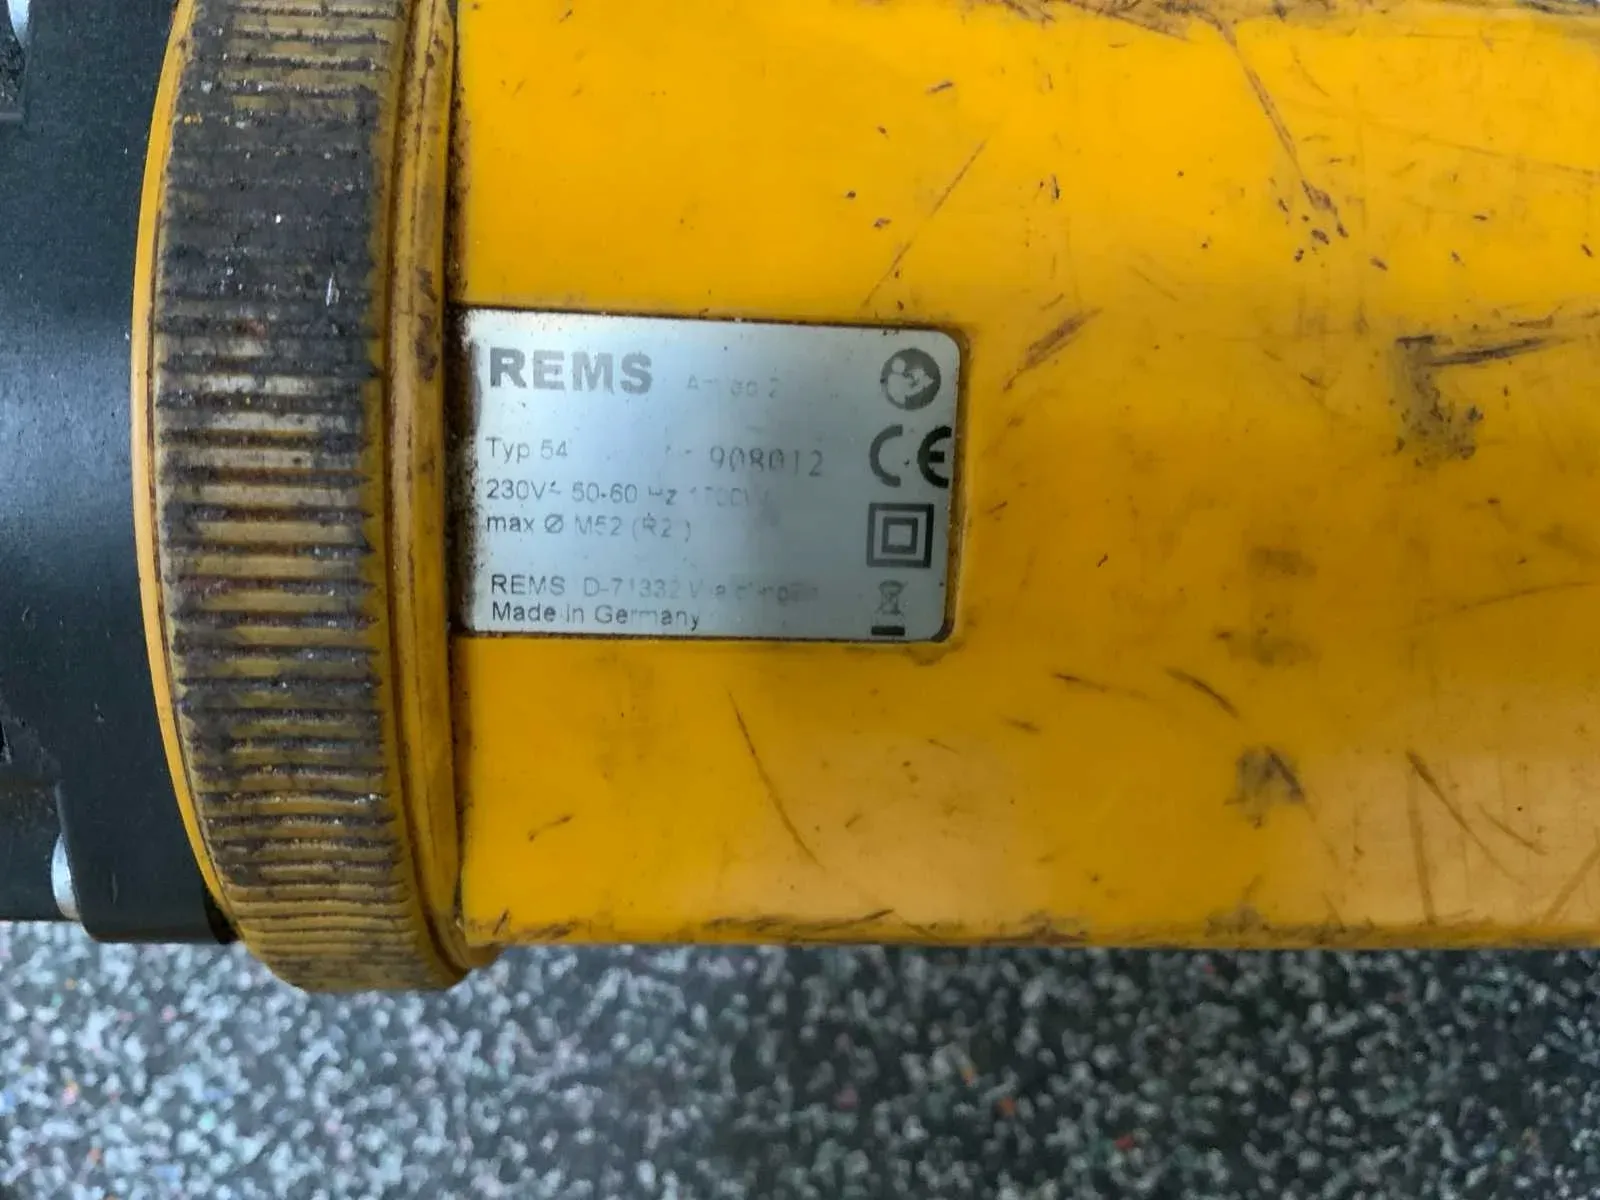 REMS
Typ 54 908012
230V~ 50-60 Hz
max Ø M52 (R2")
REMS D-71332
Made in Germany
CE